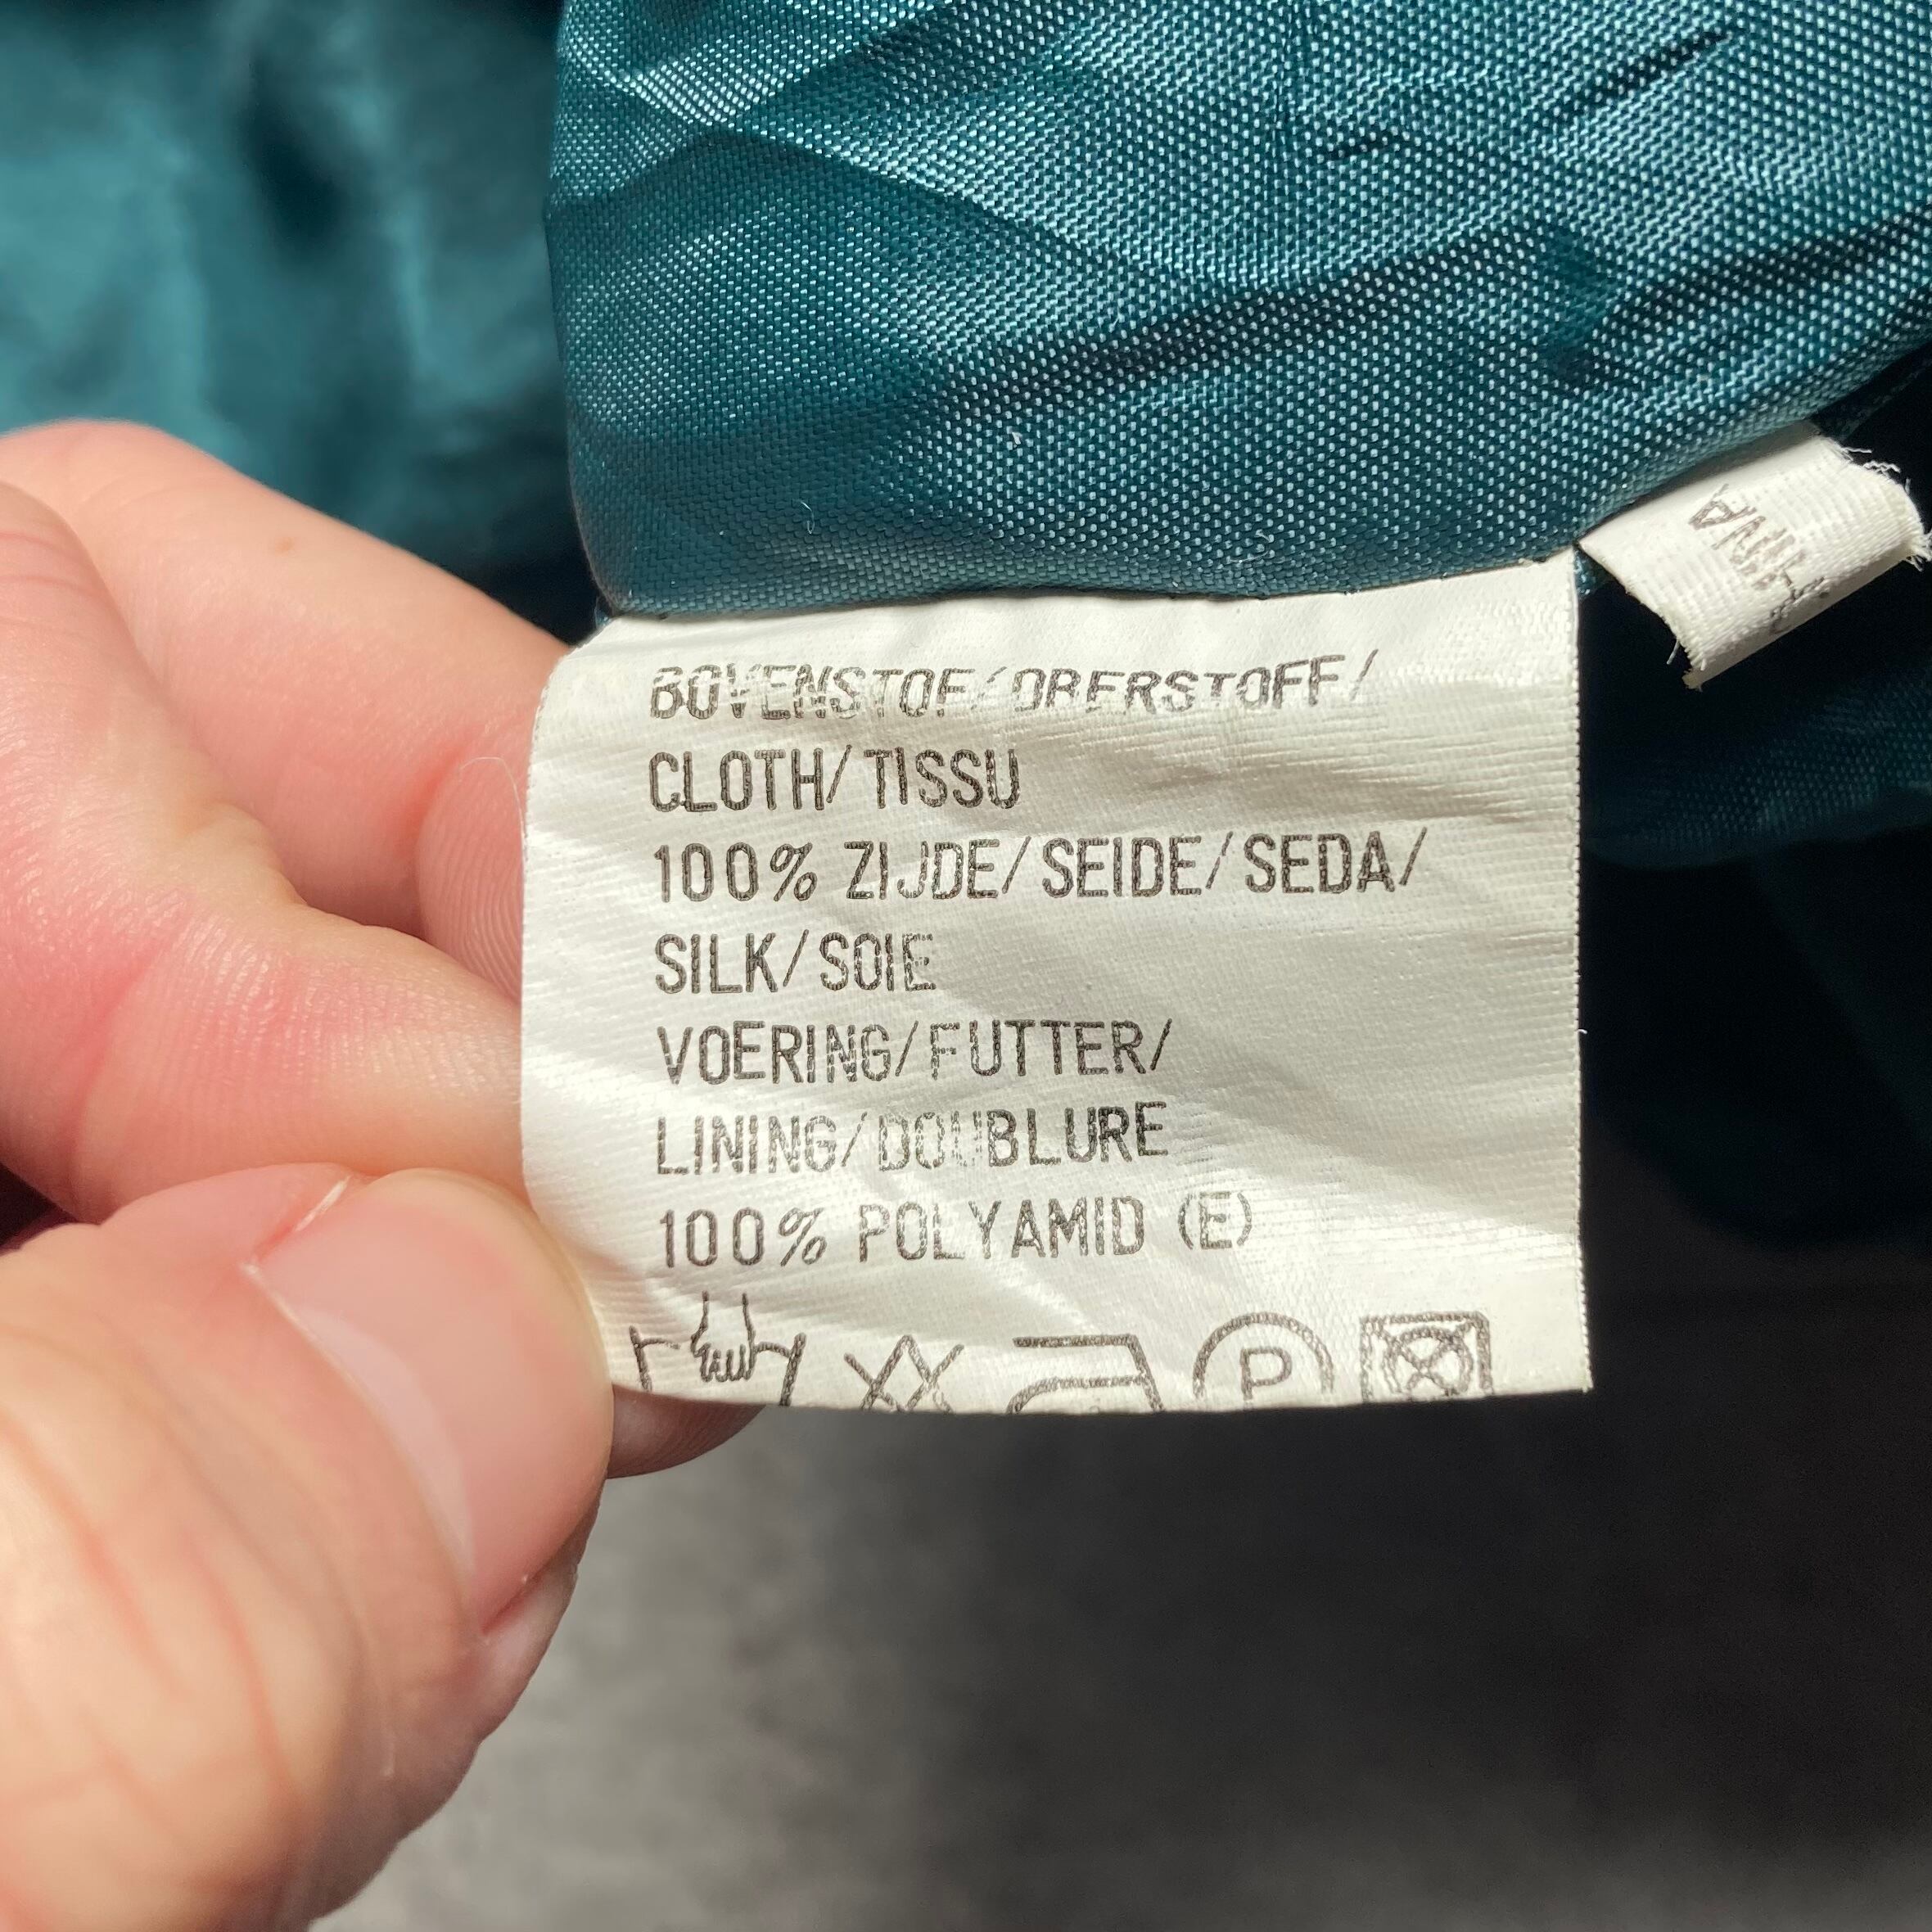 BOVENSTOF/OBERSTOFF/
CLOTH/TISSU
100% ZIJDE/SEIDE/SEDA/
SILK/SOIE
VOERING/FUTTER/
LINING/DOUBLURE
100% POLYAMID (E)
P